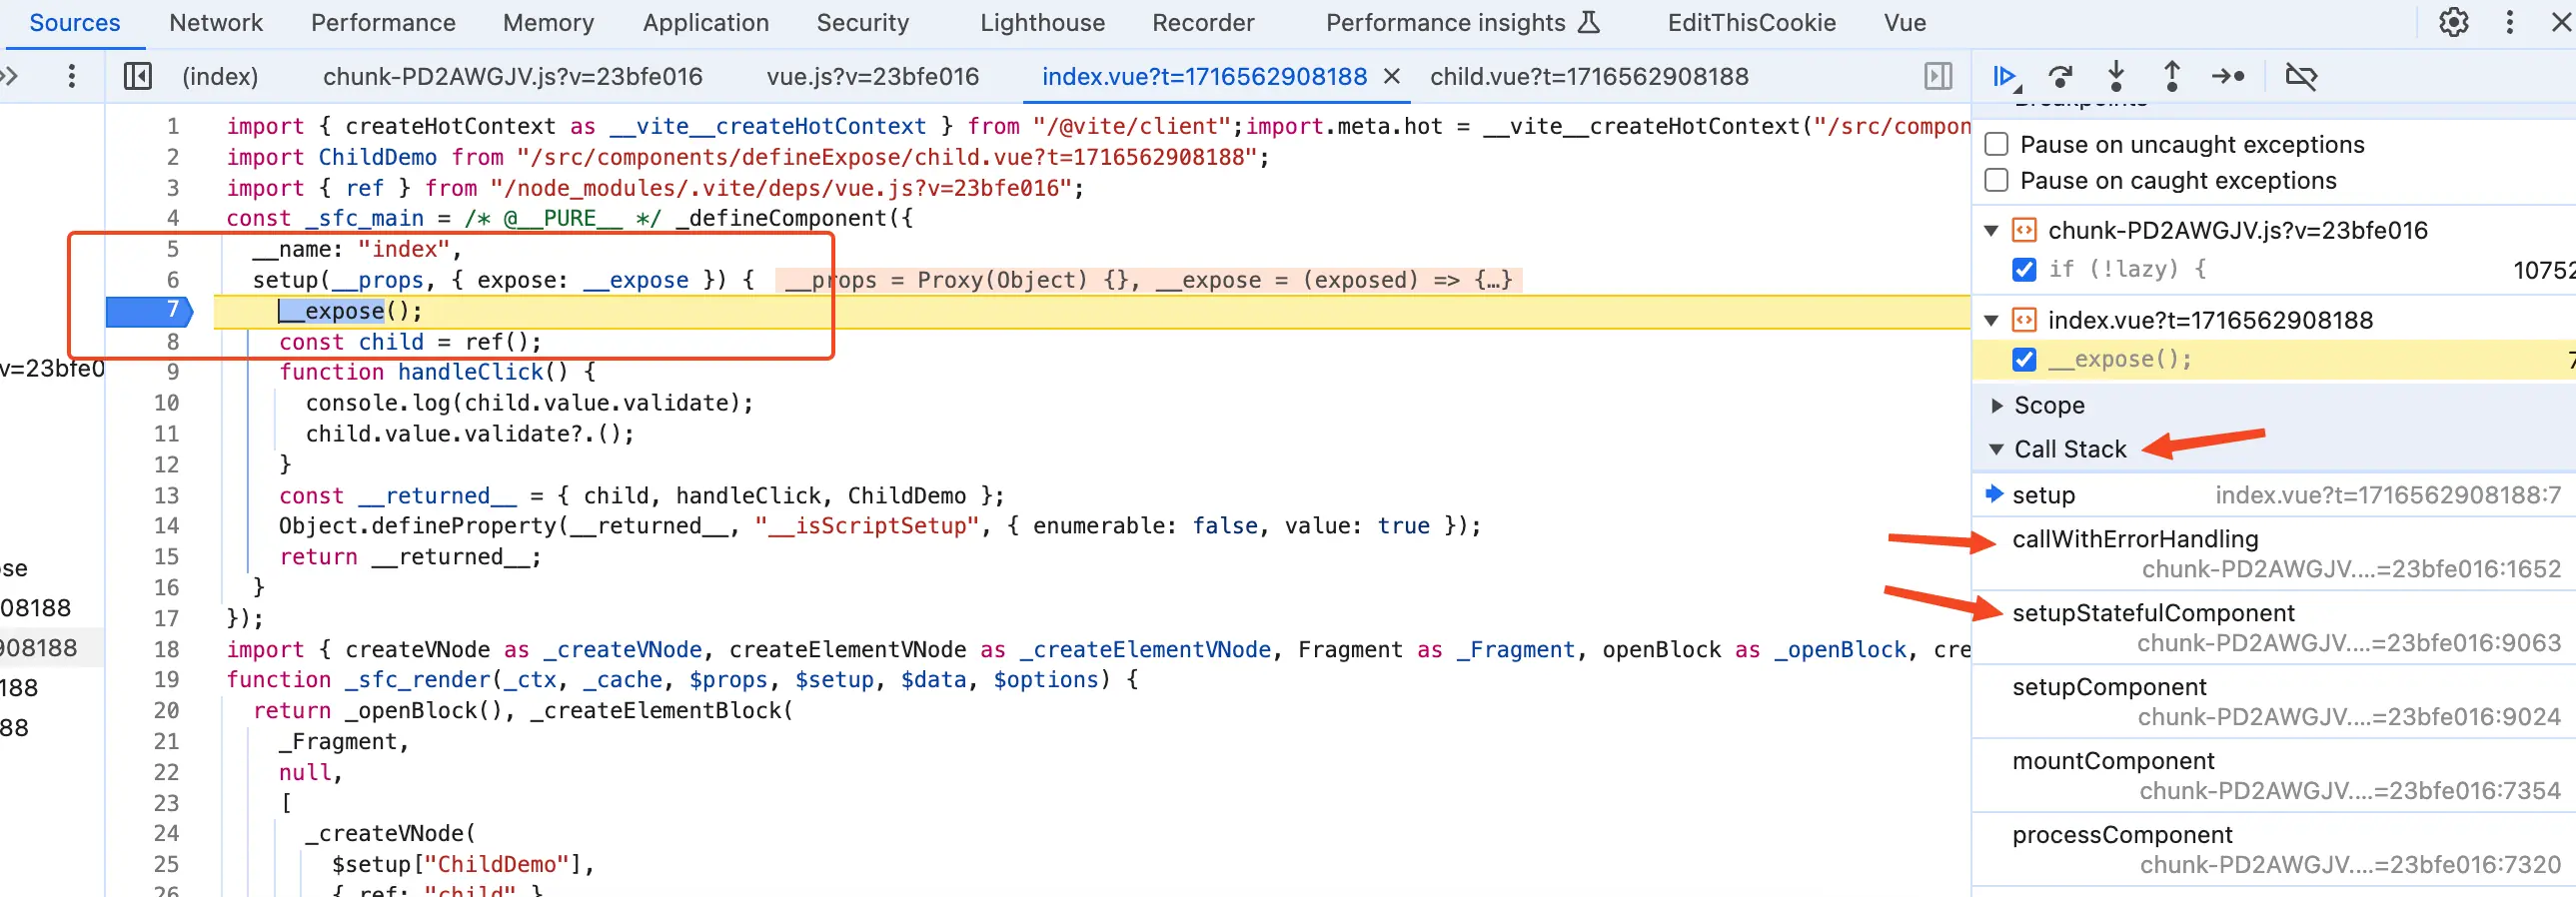 Sources Network Performance Memory Application Security Lighthouse Recorder Performance insights EditThisCookie Vue
(index) chunk-PD2AWGJV.js?v=23bfe016 vue.js?v=23bfe016 index.vue?t=1716562908188 × child.vue?t=1716562908188
v=23bfe0
se
08188
908188
188
88
1 import { createHotContext as __vite__createHotContext } from "/@vite/client";import.meta.hot = __vite__createHotContext("/src/compon
2 import ChildDemo from "/src/components/defineExpose/child.vue?t=1716562908188";
3 import { ref } from "/node_modules/.vite/deps/vue.js?v=23bfe016";
4 const _sfc_main = /* @__PURE__ */ _defineComponent({
5 __name: "index",
6 setup(__props, { expose: __expose }) { __props = Proxy(Object) {}, __expose = (exposed) => {…}
7 __expose();
8 const child = ref();
9 function handleClick() {
10 console.log(child.value.validate);
11 child.value.validate?.();
12 }
13 const __returned__ = { child, handleClick, ChildDemo };
14 Object.defineProperty(__returned__, "__isScriptSetup", { enumerable: false, value: true });
15 return __returned__;
16 }
17 });
18 import { createVNode as _createVNode, createElementVNode as _createElementVNode, Fragment as _Fragment, openBlock as _openBlock, cre
19 function _sfc_render(_ctx, _cache, $props, $setup, $data, $options) {
20 return _openBlock(), _createElementBlock(
21 _Fragment,
22 null,
23 [
24 _createVNode(
25 $setup["ChildDemo"],
26 { ref: "child" }
Breakpoints
Pause on uncaught exceptions
Pause on caught exceptions
chunk-PD2AWGJV.js?v=23bfe016
if (!lazy) { 10752
index.vue?t=1716562908188
__expose(); 7
Scope
Call Stack
setup index.vue?t=1716562908188:7
callWithErrorHandling
chunk-PD2AWGJV.…=23bfe016:1652
setupStatefulComponent
chunk-PD2AWGJV.…=23bfe016:9063
setupComponent
chunk-PD2AWGJV.…=23bfe016:9024
mountComponent
chunk-PD2AWGJV.…=23bfe016:7354
processComponent
chunk-PD2AWGJV.…=23bfe016:7320